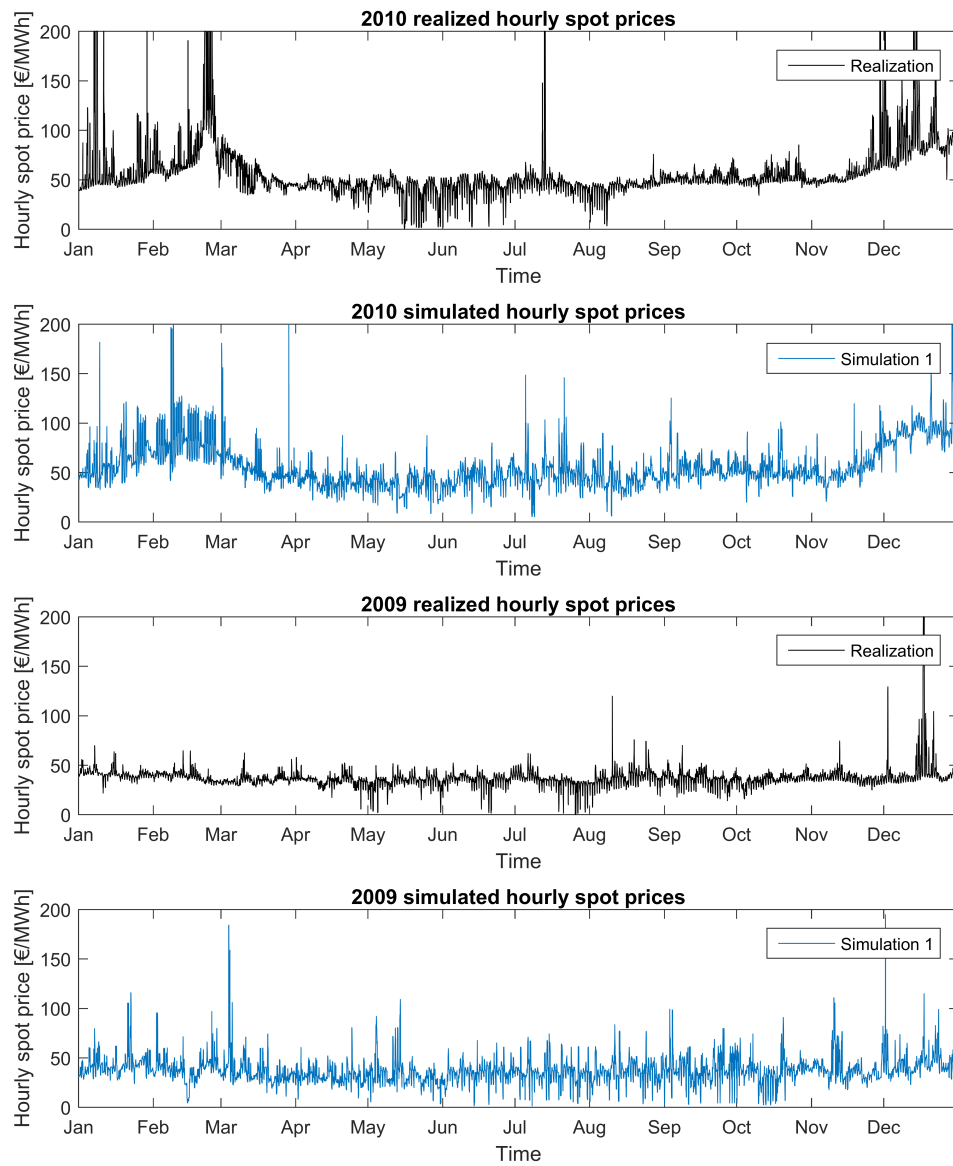 2010 realized hourly spot prices
Hourly spot price [€/MWh]
200
150
100
50
0
Realization
Jan Feb Mar Apr May Jun Jul Aug Sep Oct Nov Dec
Time
2010 simulated hourly spot prices
Hourly spot price [€/MWh]
200
150
100
50
0
Simulation 1
Jan Feb Mar Apr May Jun Jul Aug Sep Oct Nov Dec
Time
2009 realized hourly spot prices
Hourly spot price [€/MWh]
200
150
100
50
0
Realization
Jan Feb Mar Apr May Jun Jul Aug Sep Oct Nov Dec
Time
2009 simulated hourly spot prices
Hourly spot price [€/MWh]
200
150
100
50
0
Simulation 1
Jan Feb Mar Apr May Jun Jul Aug Sep Oct Nov Dec
Time